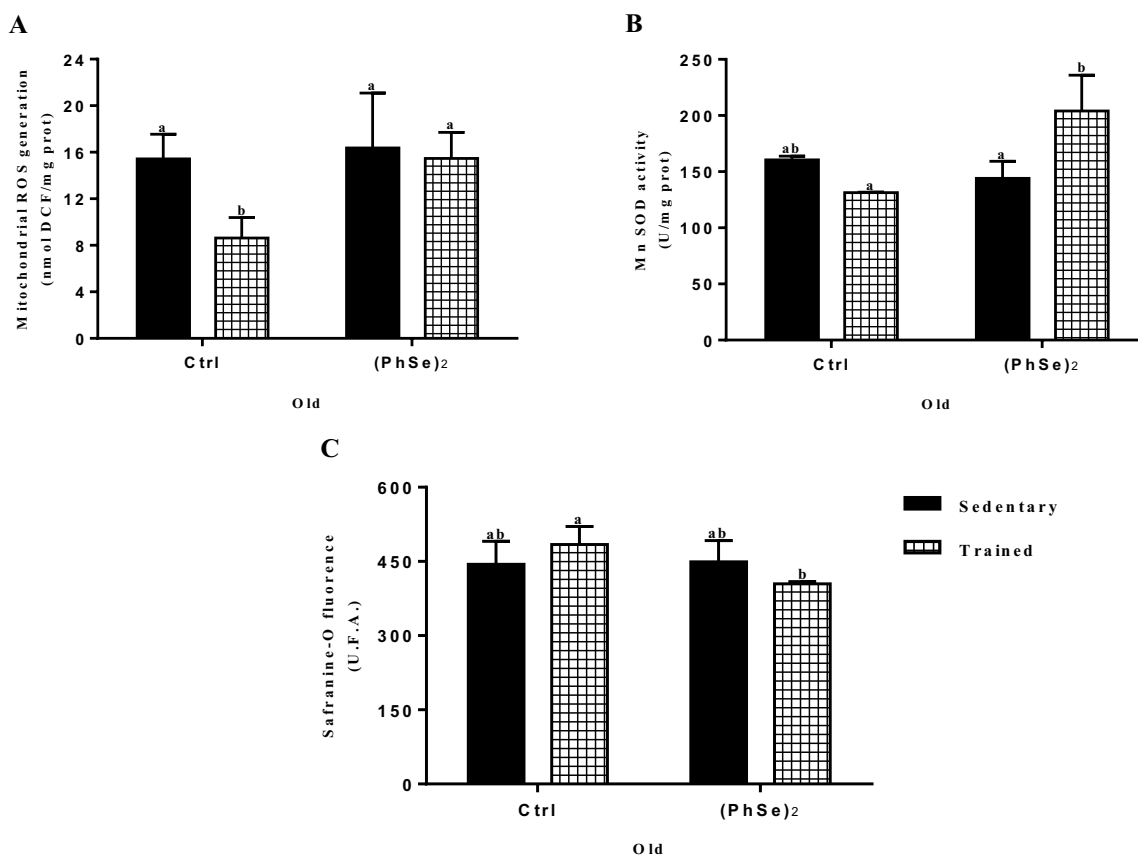 A
Mitochondrial ROS generation
(nmol DCF/mg prot)
24
20
16
12
8
4
0
a
b
a
a
Ctrl
(PhSe)2
Old
B
Mn SOD activity
(U/mg prot)
250
200
150
100
50
0
ab
a
a
b
Ctrl
(PhSe)2
Old
C
Safranine-O fluorence
(U.F.A.)
600
450
300
150
0
ab
a
ab
b
Ctrl
(PhSe)2
Old
Sedentary
Trained